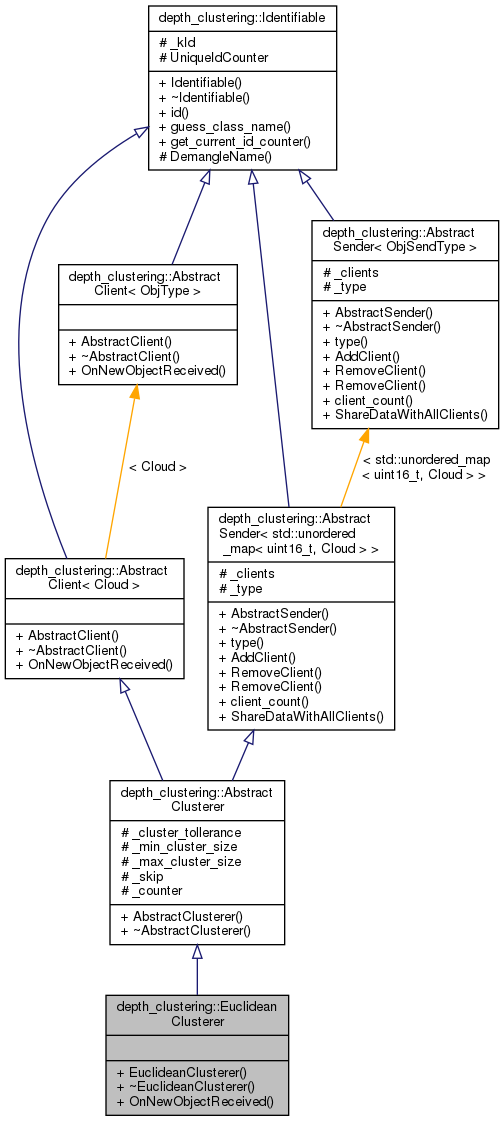 depth_clustering::Identifiable
# _kId
# UniqueIdCounter
+ Identifiable()
+ ~Identifiable()
+ id()
+ guess_class_name()
+ get_current_id_counter()
# DemangleName()
depth_clustering::Abstract
Sender< ObjSendType >
# _clients
# _type
+ AbstractSender()
+ ~AbstractSender()
+ type()
+ AddClient()
+ RemoveClient()
+ RemoveClient()
+ client_count()
+ ShareDataWithAllClients()
depth_clustering::Abstract
Client< ObjType >
+ AbstractClient()
+ ~AbstractClient()
+ OnNewObjectReceived()
< Cloud >
< std::unordered_map
< uint16_t, Cloud > >
depth_clustering::Abstract
Sender< std::unordered
_map< uint16_t, Cloud > >
# _clients
# _type
+ AbstractSender()
+ ~AbstractSender()
+ type()
+ AddClient()
+ RemoveClient()
+ RemoveClient()
+ client_count()
+ ShareDataWithAllClients()
depth_clustering::Abstract
Client< Cloud >
+ AbstractClient()
+ ~AbstractClient()
+ OnNewObjectReceived()
depth_clustering::Abstract
Clusterer
# _cluster_tollerance
# _min_cluster_size
# _max_cluster_size
# _skip
# _counter
+ AbstractClusterer()
+ ~AbstractClusterer()
depth_clustering::Euclidean
Clusterer
+ EuclideanClusterer()
+ ~EuclideanClusterer()
+ OnNewObjectReceived()